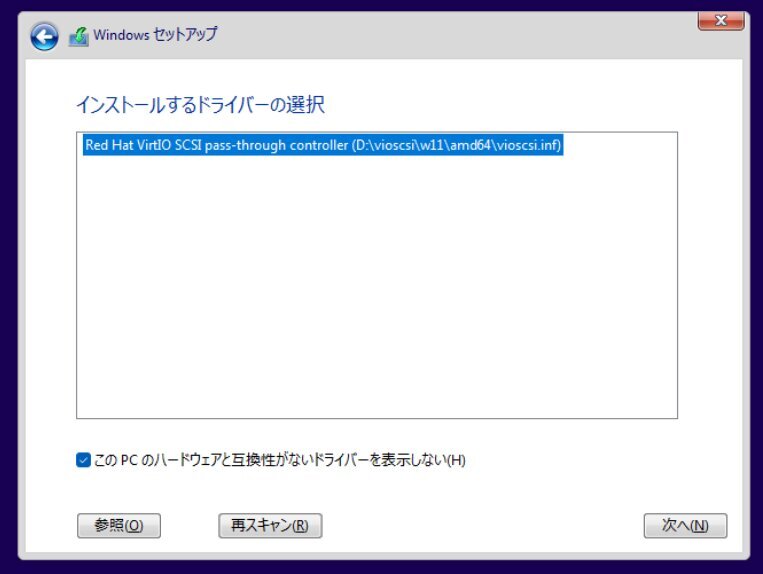 Windows セットアップ
インストールするドライバーの選択
Red Hat VirtIO SCSI pass-through controller (D:\vioscsi\w11\amd64\vioscsi.inf)
この PC のハードウェアと互換性がないドライバーを表示しない(H)
参照(O) 再スキャン(R) 次へ(N)